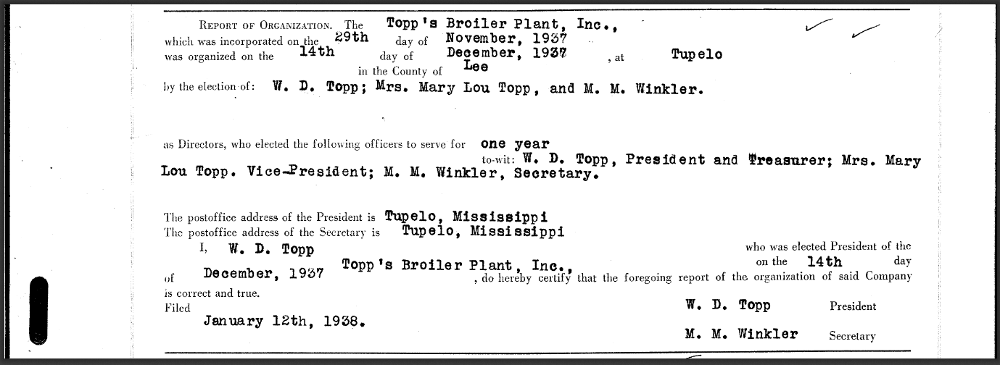 REPORT OF ORGANIZATION. The Topp's Broiler Plant, Inc.,
which was incorporated on the 29th day of November, 1937
was organized on the 14th day of December, 1937 , at Tupelo
in the County of Lee
by the election of: W. D. Topp; Mrs. Mary Lou Topp, and M. M. Winkler.
as Directors, who elected the following officers to serve for one year
to-wit: W. D. Topp, President and Treasurer; Mrs. Mary
Lou Topp. Vice-President; M. M. Winkler, Secretary.
The postoffice address of the President is Tupelo, Mississippi
The postoffice address of the Secretary is Tupelo, Mississippi
I, W. D. Topp who was elected President of the
Topp's Broiler Plant, Inc., on the 14th day
of December, 1937 , do hereby certify that the foregoing report of the organization of said Company
is correct and true.
Filed
January 12th, 1938.
W. D. Topp President
M. M. Winkler Secretary